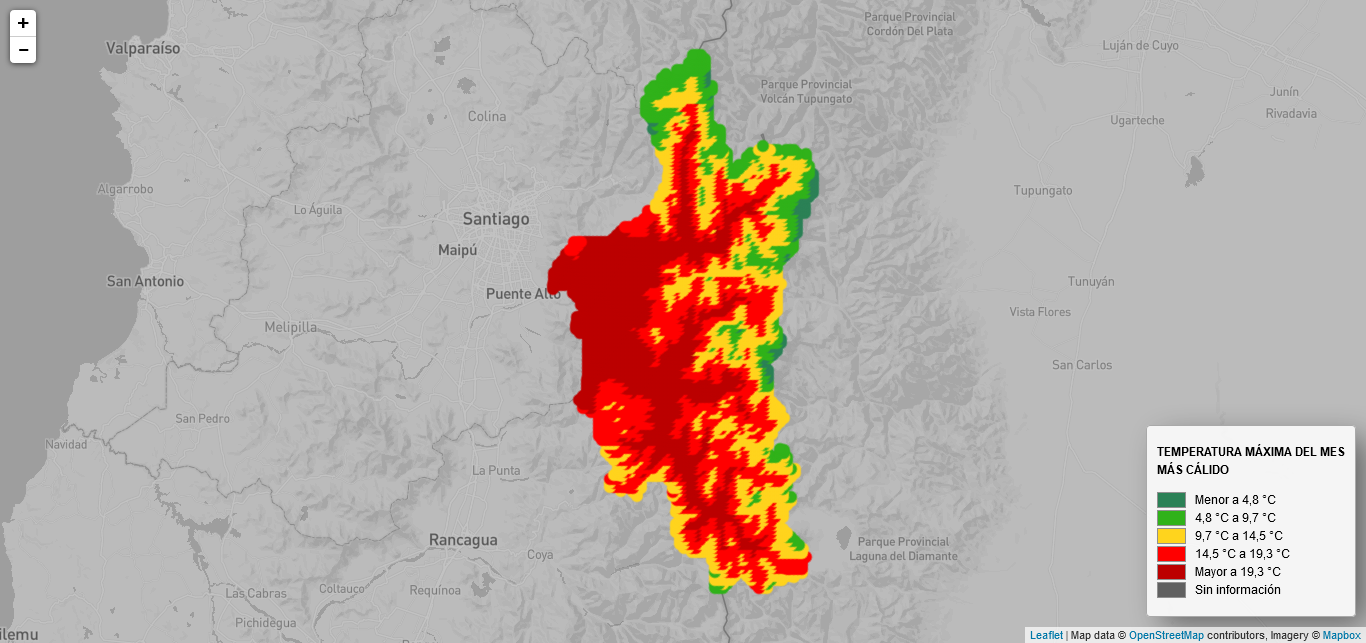 +
−
Parque Provincial
Cordón Del Plata
Valparaíso
Luján de Cuyo
Parque Provincial
Volcán Tupungato
Junín
Rivadavia
Colina
Ugarteche
Algarrobo
Tupungato
Lo Águila
Santiago
Maipú
San Antonio
Tunuyán
Puente Alto
Vista Flores
Melipilla
San Carlos
San Pedro
Navidad
La Punta
Rancagua
Parque Provincial
Laguna del Diamante
Coya
Las Cabras
Coltauco
Requínoa
Pichidegua
ilemu
TEMPERATURA MÁXIMA DEL MES
MÁS CÁLIDO
Menor a 4,8 °C
4,8 °C a 9,7 °C
9,7 °C a 14,5 °C
14,5 °C a 19,3 °C
Mayor a 19,3 °C
Sin información
Leaflet | Map data © OpenStreetMap contributors, Imagery © Mapbox